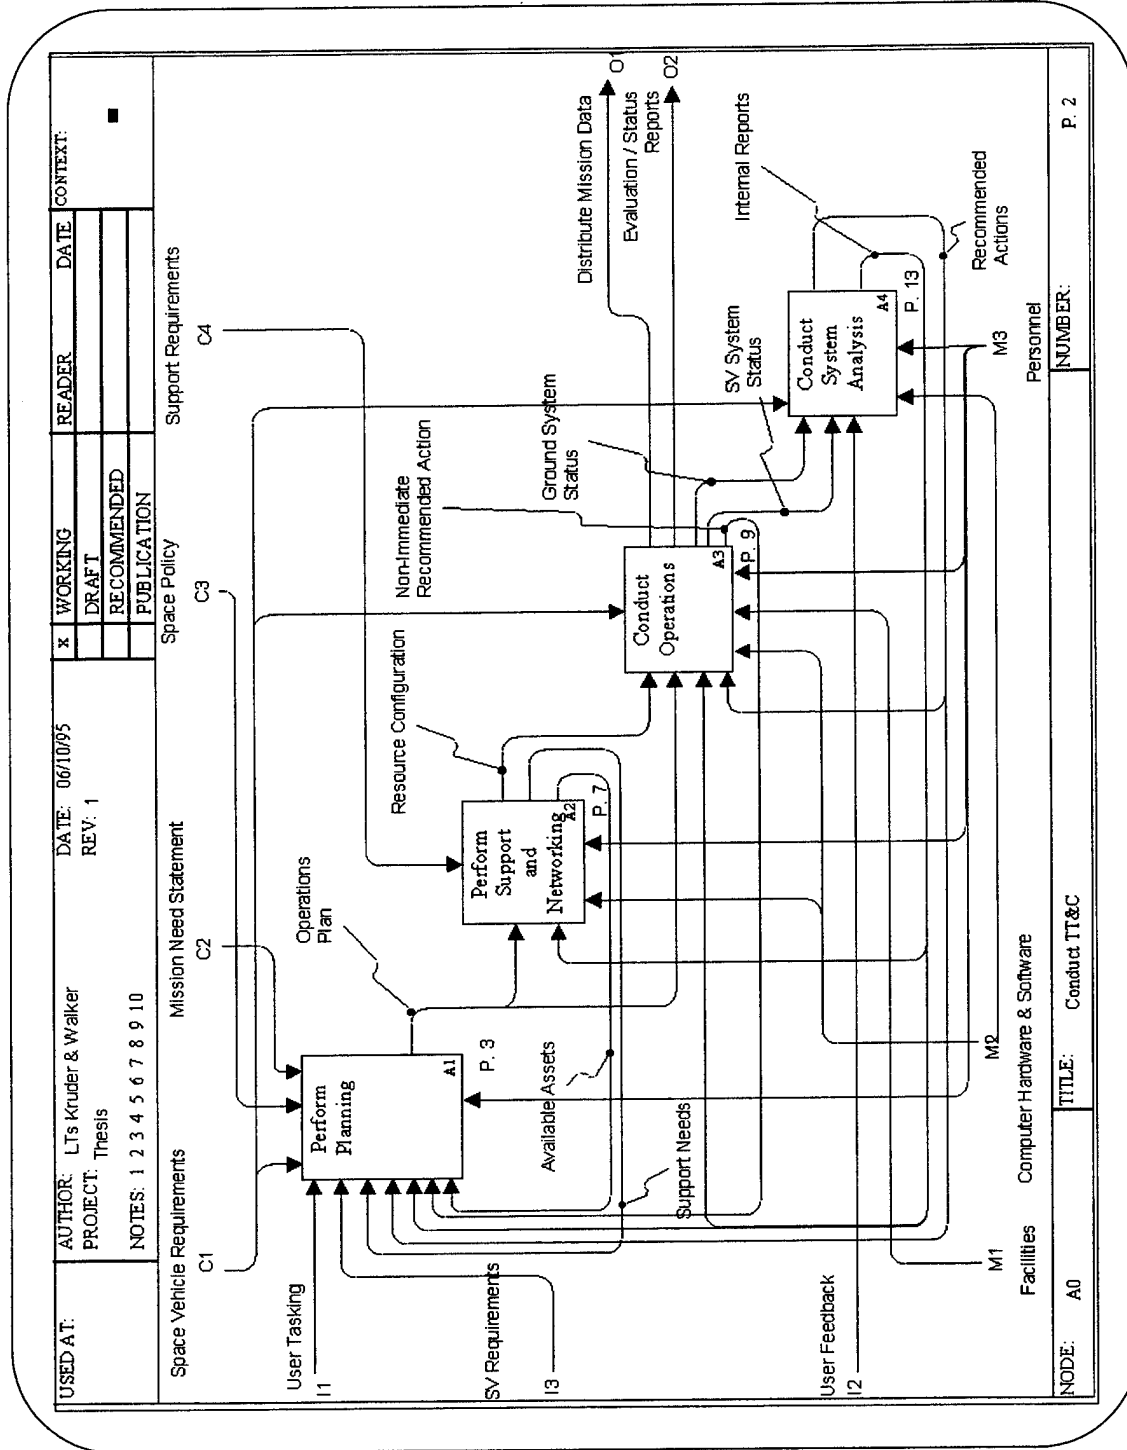 USED AT:
AUTHOR: LTs Kruder & Walker
PROJECT: Thesis
NOTES: 1 2 3 4 5 6 7 8 9 10
DATE: 06/10/95
REV: 1
x WORKING
DRAFT
RECOMMENDED
PUBLICATION
READER DATE
CONTEXT:
Space Vehicle Requirements
Mission Need Statement
Space Policy
Support Requirements
C1
C2
C3
C4
User Tasking
I1
SV Requirements
I3
User Feedback
I2
Perform
Planning
A1
P. 3
Operations
Plan
Perform
Support
and
Networking
A2
P. 7
Resource Configuration
Available Assets
Support Needs
Non-Immediate
Recommended Action
Conduct
Operations
A3
P. 9
Ground System
Status
SV System
Status
Conduct
System
Analysis
A4
P. 13
Distribute Mission Data
O1
Evaluation / Status
Reports
O2
Internal Reports
Recommended
Actions
M1
M2
M3
Facilities
Computer Hardware & Software
Personnel
NODE: A0
TITLE: Conduct TT&C
NUMBER: P. 2